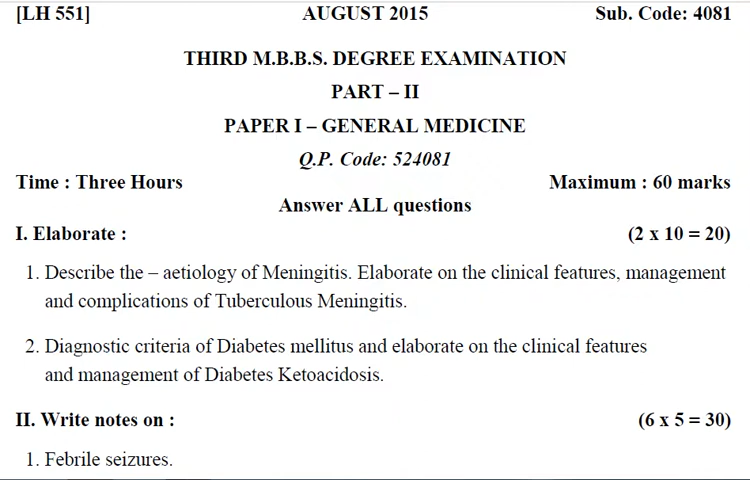 [LH 551] AUGUST 2015 Sub. Code: 4081
THIRD M.B.B.S. DEGREE EXAMINATION
PART – II
PAPER I – GENERAL MEDICINE
Q.P. Code: 524081
Time : Three Hours Maximum : 60 marks
Answer ALL questions
I. Elaborate : (2 x 10 = 20)
1. Describe the – aetiology of Meningitis. Elaborate on the clinical features, management
and complications of Tuberculous Meningitis.
2. Diagnostic criteria of Diabetes mellitus and elaborate on the clinical features
and management of Diabetes Ketoacidosis.
II. Write notes on : (6 x 5 = 30)
1. Febrile seizures.